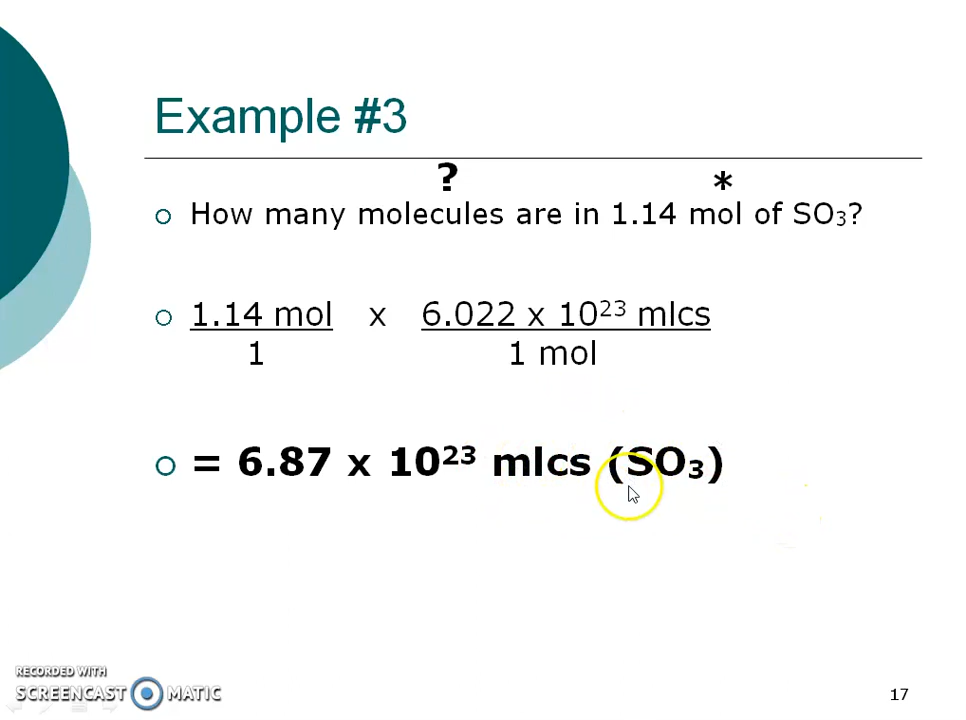 Example #3
? *
How many molecules are in 1.14 mol of SO₃?
1.14 mol x 6.022 x 10²³ mlcs
1 1 mol
= 6.87 x 10²³ mlcs (SO₃)
RECORDED WITH
SCREENCAST MATIC
17